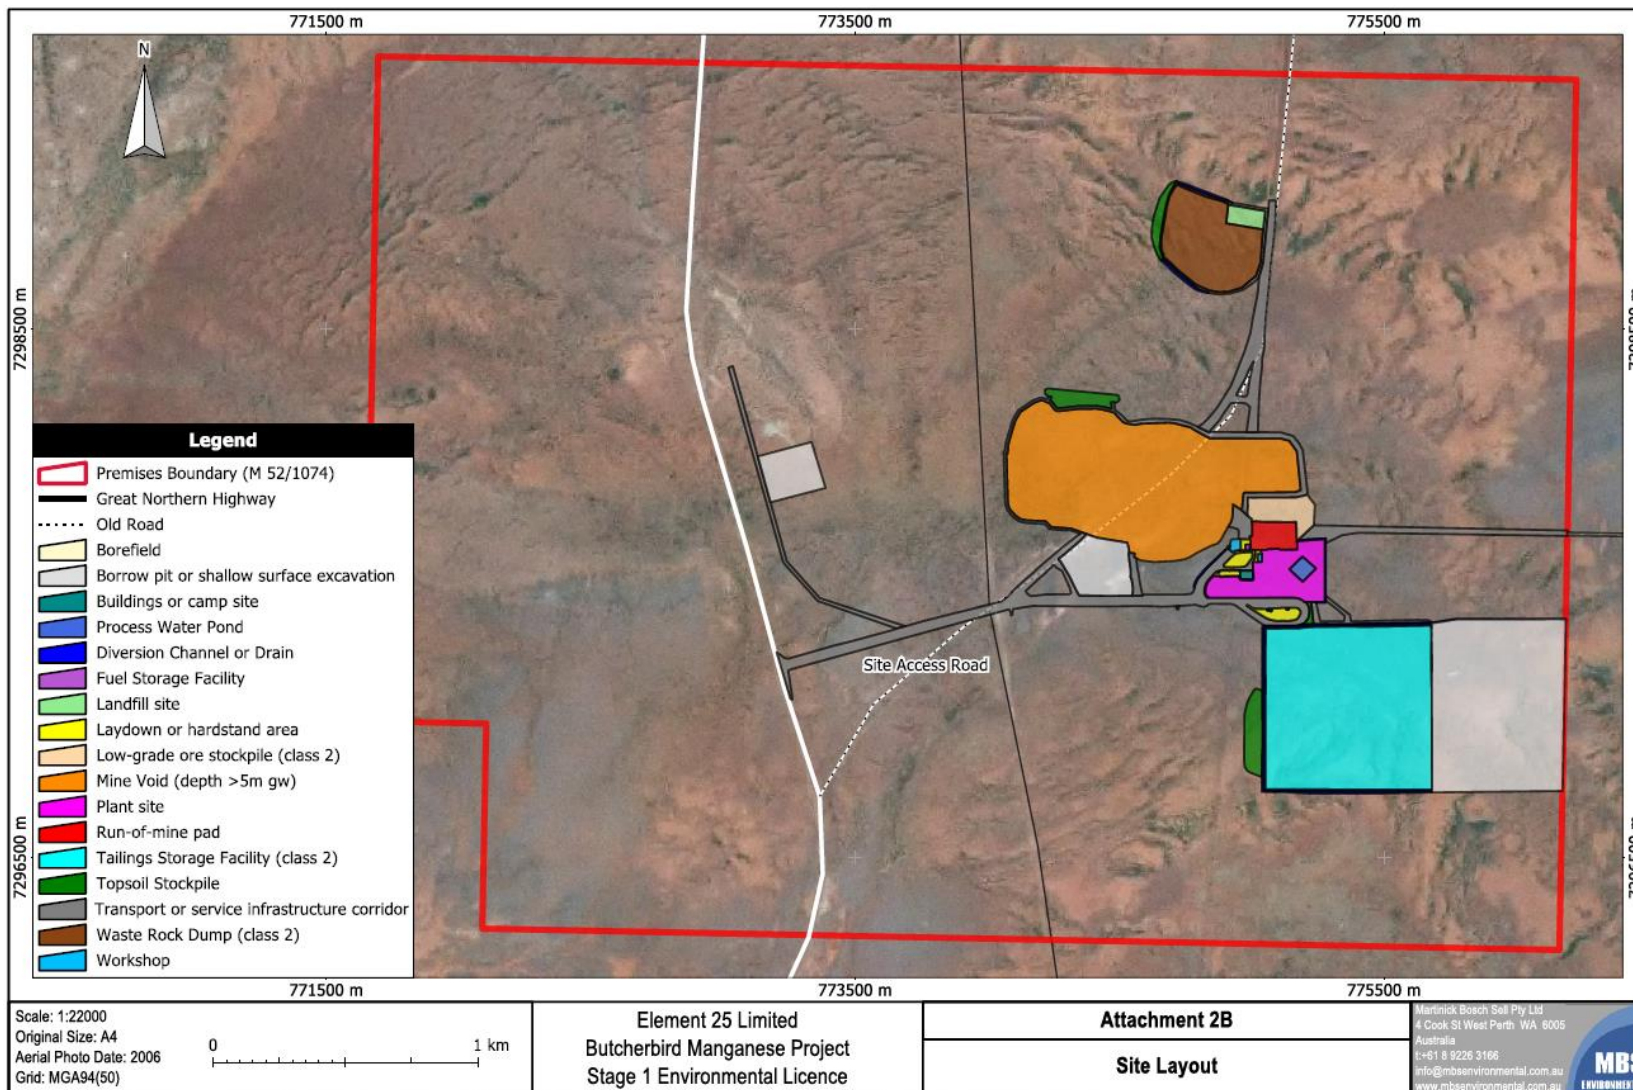 771500 m
773500 m
775500 m
N
7298500 m
7296500 m
Legend
Premises Boundary (M 52/1074)
Great Northern Highway
Old Road
Borefield
Borrow pit or shallow surface excavation
Buildings or camp site
Process Water Pond
Diversion Channel or Drain
Fuel Storage Facility
Landfill site
Laydown or hardstand area
Low-grade ore stockpile (class 2)
Mine Void (depth >5m gw)
Plant site
Run-of-mine pad
Tailings Storage Facility (class 2)
Topsoil Stockpile
Transport or service infrastructure corridor
Waste Rock Dump (class 2)
Workshop
Site Access Road
771500 m
773500 m
775500 m
Scale: 1:22000
Original Size: A4
Aerial Photo Date: 2006
Grid: MGA94(50)
0
1 km
Element 25 Limited
Butcherbird Manganese Project
Stage 1 Environmental Licence
Attachment 2B
Site Layout
Martinick Bosch Sell Pty Ltd
4 Cook St West Perth WA 6005
Australia
t:+61 8 9226 3166
info@mbsenvironmental.com.au
www.mbsenvironmental.com.au
MBS